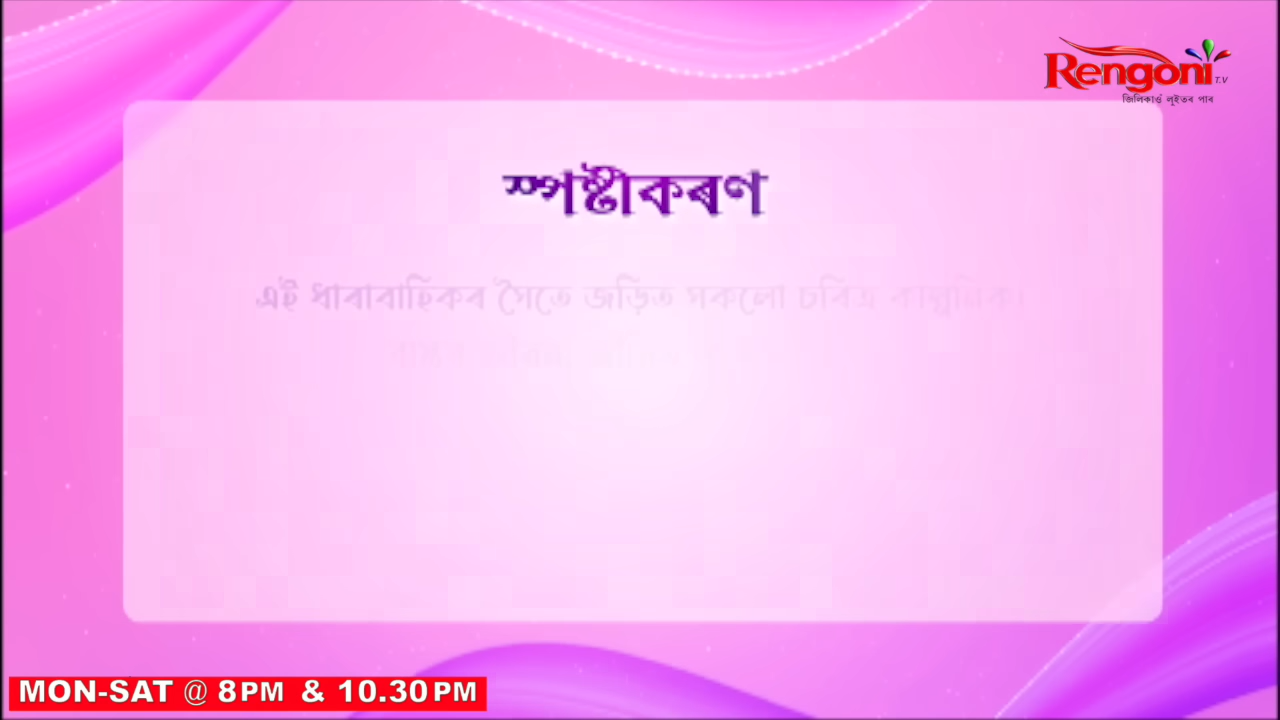 Rengoni T.V
জিলিকাওঁ লুইতৰ পাৰ
স্পষ্টীকৰণ
এই ধাৰাবাহিকৰ সৈতে জড়িত সকলো চৰিত্ৰ কাল্পনিক।
MON-SAT @ 8PM & 10.30PM